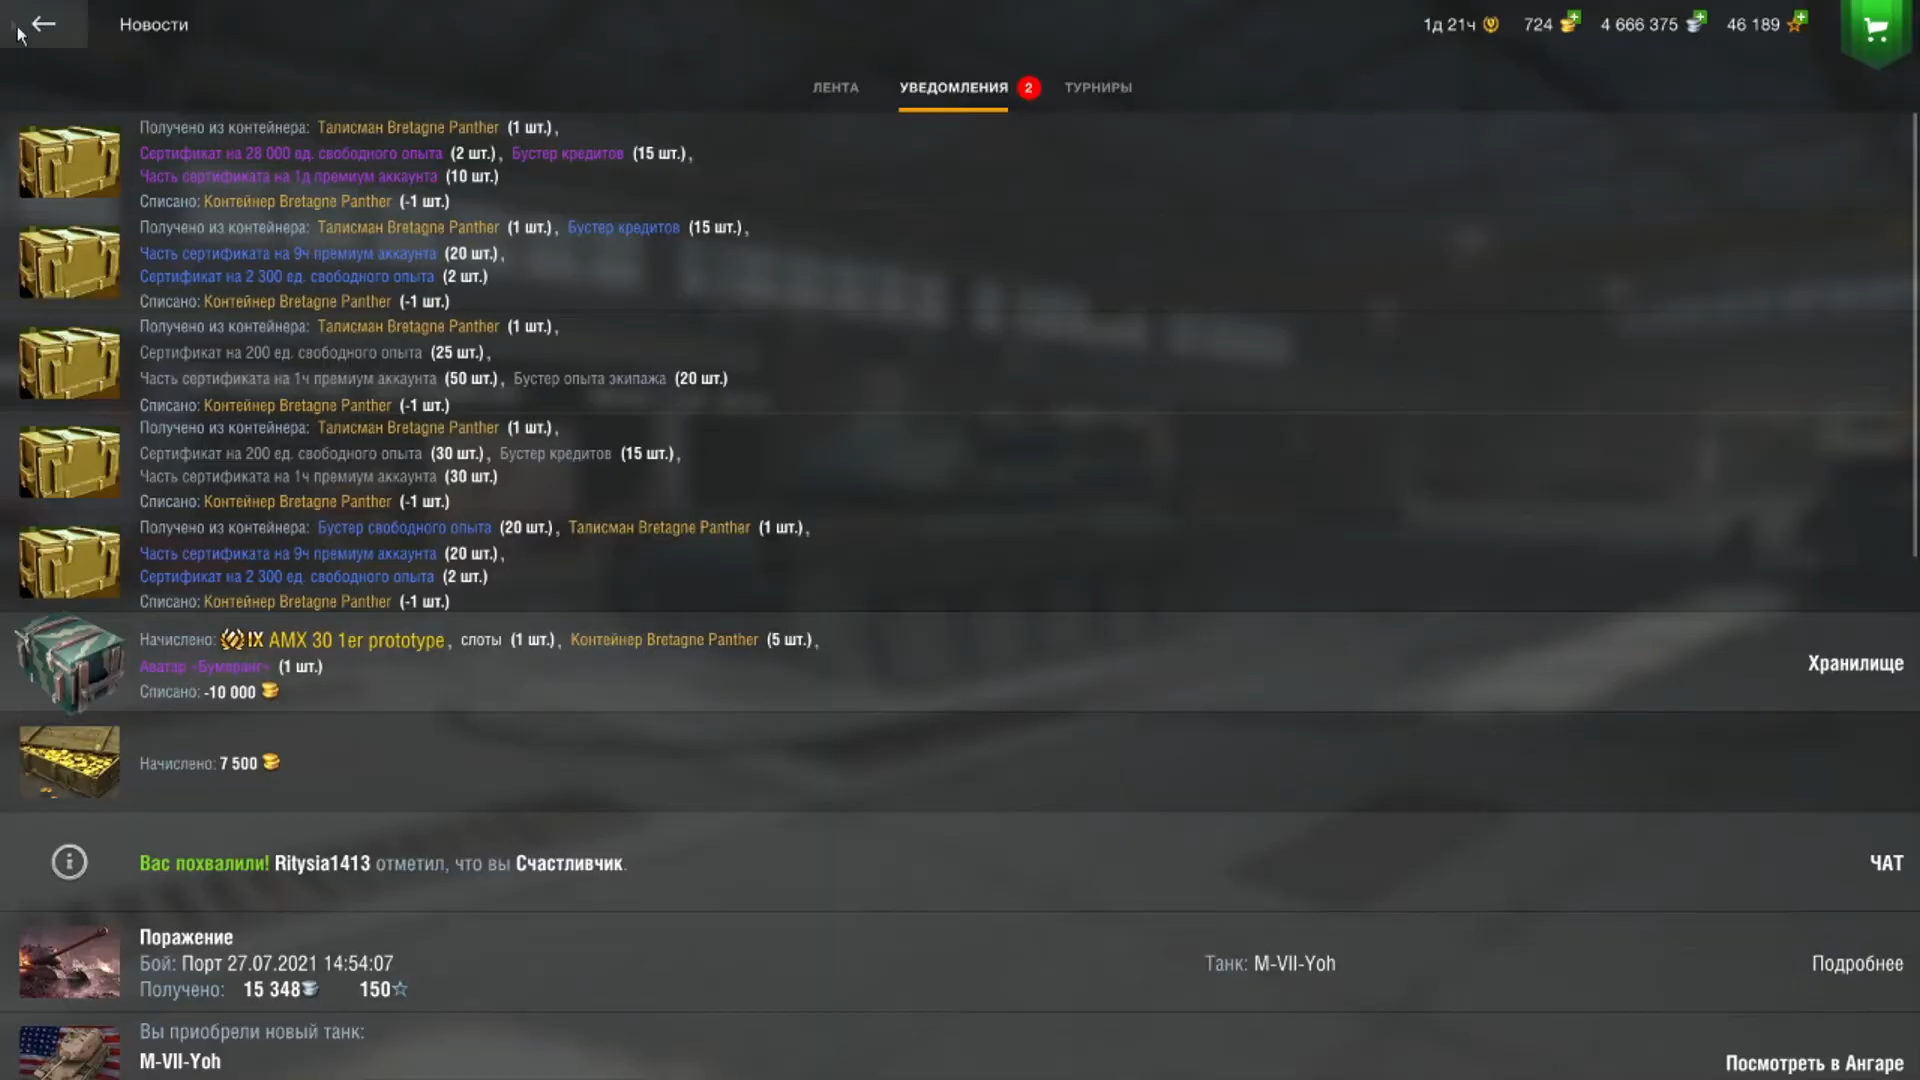 Новости
1д 21ч 724 4 666 375 46 189
ЛЕНТА УВЕДОМЛЕНИЯ 2 ТУРНИРЫ
Получено из контейнера: Талисман Bretagne Panther (1 шт.),
Сертификат на 28 000 ед. свободного опыта (2 шт.), Бустер кредитов (15 шт.),
Часть сертификата на 1д премиум аккаунта (10 шт.)
Списано: Контейнер Bretagne Panther (-1 шт.)
Получено из контейнера: Талисман Bretagne Panther (1 шт.), Бустер кредитов (15 шт.),
Часть сертификата на 9ч премиум аккаунта (20 шт.),
Сертификат на 2 300 ед. свободного опыта (2 шт.)
Списано: Контейнер Bretagne Panther (-1 шт.)
Получено из контейнера: Талисман Bretagne Panther (1 шт.),
Сертификат на 200 ед. свободного опыта (25 шт.),
Часть сертификата на 1ч премиум аккаунта (50 шт.), Бустер опыта экипажа (20 шт.)
Списано: Контейнер Bretagne Panther (-1 шт.)
Получено из контейнера: Талисман Bretagne Panther (1 шт.),
Сертификат на 200 ед. свободного опыта (30 шт.), Бустер кредитов (15 шт.),
Часть сертификата на 1ч премиум аккаунта (30 шт.)
Списано: Контейнер Bretagne Panther (-1 шт.)
Получено из контейнера: Бустер свободного опыта (20 шт.), Талисман Bretagne Panther (1 шт.),
Часть сертификата на 9ч премиум аккаунта (20 шт.),
Сертификат на 2 300 ед. свободного опыта (2 шт.)
Списано: Контейнер Bretagne Panther (-1 шт.)
Начислено: IX AMX 30 1er prototype, слоты (1 шт.), Контейнер Bretagne Panther (5 шт.),
Аватар «Бумеранг» (1 шт.)
Списано: -10 000
Хранилище
Начислено: 7 500
Вас похвалили! Ritysia1413 отметил, что вы Счастливчик.
ЧАТ
Поражение
Бой: Порт 27.07.2021 14:54:07
Получено: 15 348 150
Танк: M-VII-Yoh
Подробнее
Вы приобрели новый танк:
M-VII-Yoh
Посмотреть в Ангаре